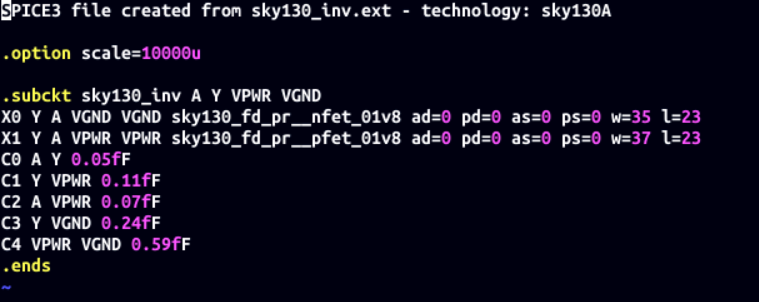 SPICE3 file created from sky130_inv.ext - technology: sky130A
.option scale=10000u
.subckt sky130_inv A Y VPWR VGND
X0 Y A VGND VGND sky130_fd_pr__nfet_01v8 ad=0 pd=0 as=0 ps=0 w=35 l=23
X1 Y A VPWR VPWR sky130_fd_pr__pfet_01v8 ad=0 pd=0 as=0 ps=0 w=37 l=23
C0 A Y 0.05fF
C1 Y VPWR 0.11fF
C2 A VPWR 0.07fF
C3 Y VGND 0.24fF
C4 VPWR VGND 0.59fF
.ends
~